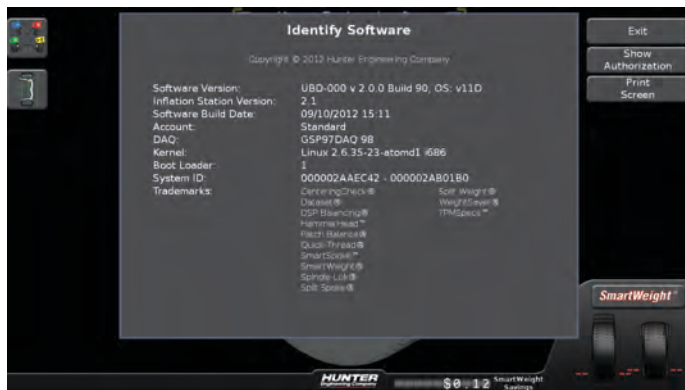 Identify Software
Copyright © 2012 Hunter Engineering Company
Software Version: UBD-000 v 2.0.0 Build 90, OS: v11D
Inflation Station Version: 2.1
Software Build Date: 09/10/2012 15:11
Account: Standard
DAQ: GSP97DAQ 98
Kernel: Linux 2.6.35-23-atomd1 i686
Boot Loader: 1
System ID: 000002AAEC42 - 000002AB01B0
Trademarks: CenteringCheck® Split Weight®
Dataset® WeightSaver®
DSP Balancing® TPMSpecs™
HammerHead™
Patch Balance®
Quick-Thread®
SmartSpoke™
SmartWeight®
Spindle-Lok®
Split Spoke®
Exit
Show
Authorization
Print
Screen
SmartWeight™
HUNTER
Engineering Company
$0.12 SmartWeight
Savings